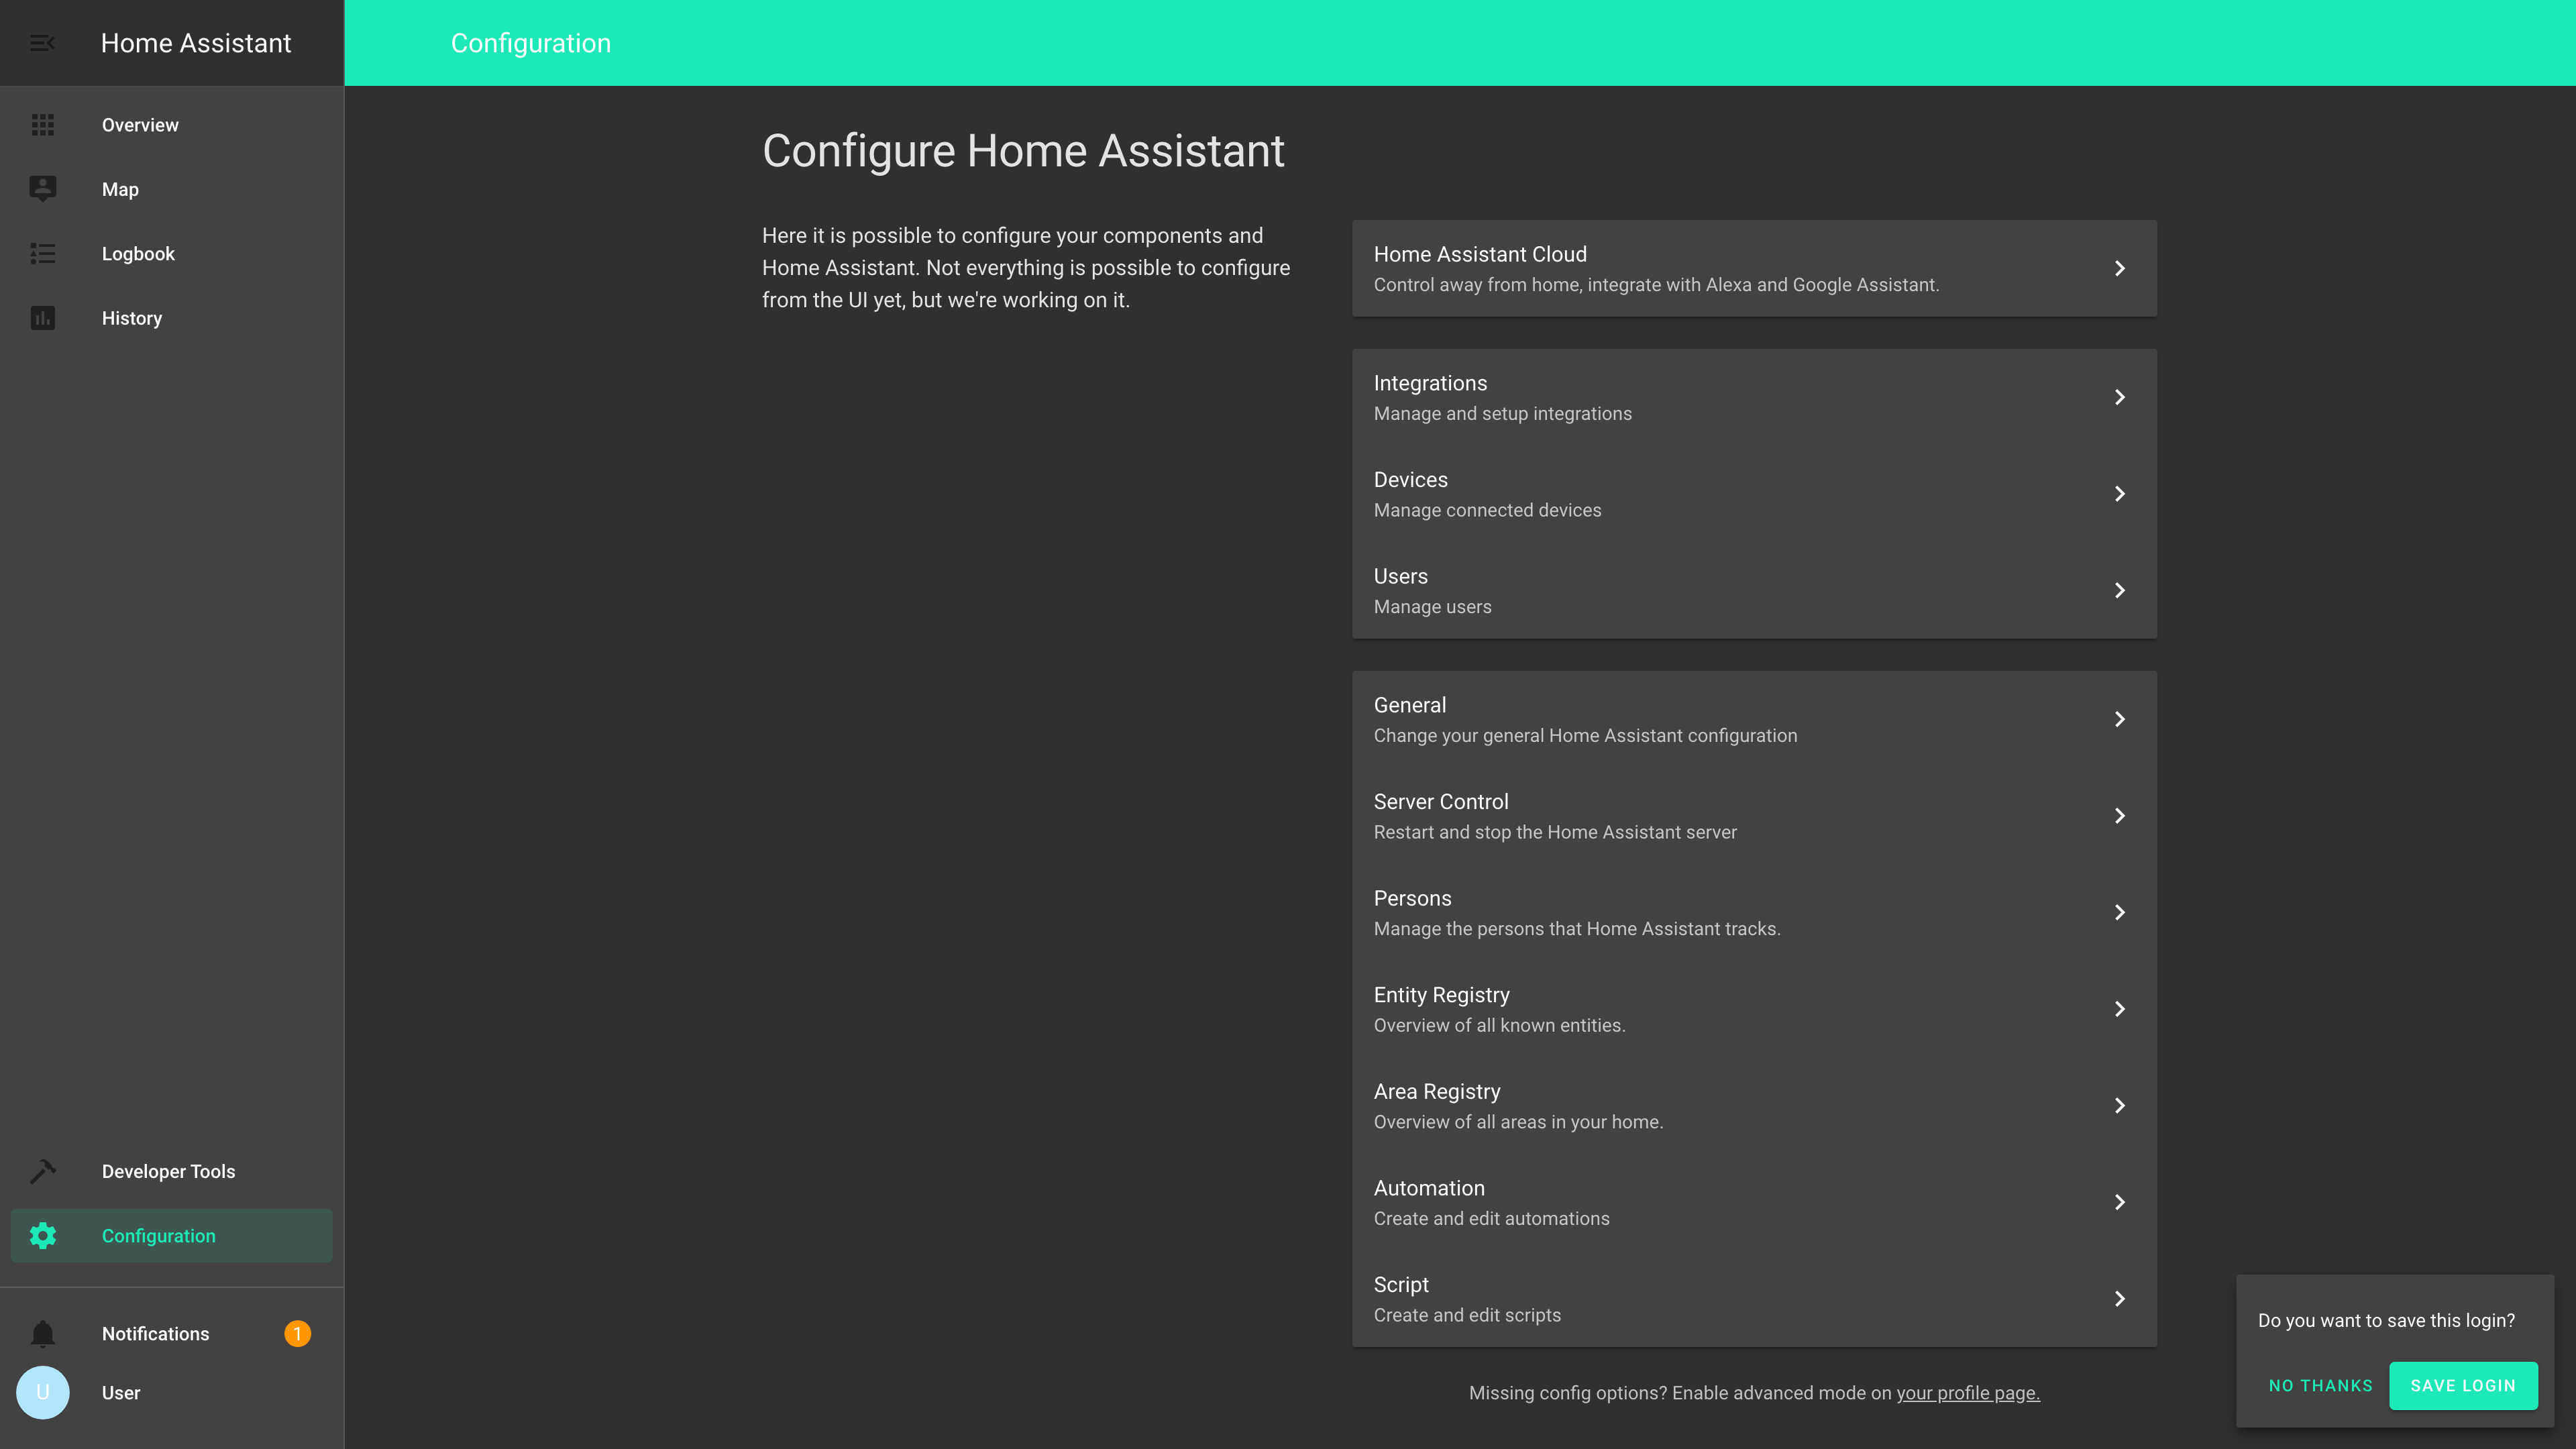 Home Assistant
Configuration
Overview
Map
Logbook
History
Developer Tools
Configuration
Notifications
1
U
User
Configure Home Assistant
Here it is possible to configure your components and
Home Assistant. Not everything is possible to configure
from the UI yet, but we're working on it.
Home Assistant Cloud
Control away from home, integrate with Alexa and Google Assistant.
Integrations
Manage and setup integrations
Devices
Manage connected devices
Users
Manage users
General
Change your general Home Assistant configuration
Server Control
Restart and stop the Home Assistant server
Persons
Manage the persons that Home Assistant tracks.
Entity Registry
Overview of all known entities.
Area Registry
Overview of all areas in your home.
Automation
Create and edit automations
Script
Create and edit scripts
Missing config options? Enable advanced mode on your profile page.
Do you want to save this login?
NO THANKS
SAVE LOGIN